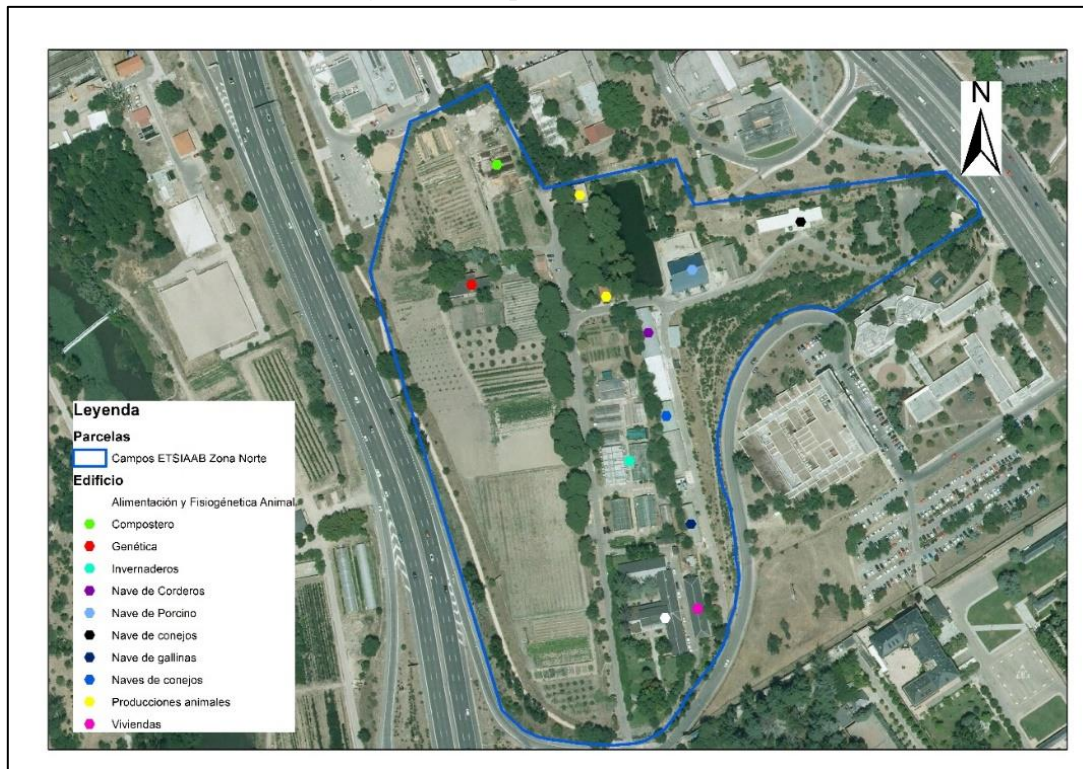 N
Leyenda
Parcelas
Campos ETSIAAB Zona Norte
Edificio
Alimentación y Fisiogénetica Animal
Compostero
Genética
Invernaderos
Nave de Corderos
Nave de Porcino
Nave de conejos
Nave de gallinas
Naves de conejos
Producciones animales
Viviendas